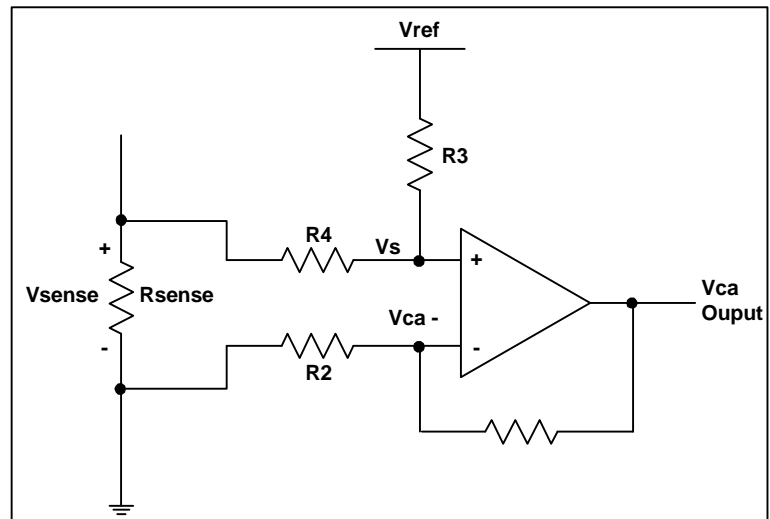 Vref
R3
R4
Vs
+
+
Vsense
Rsense
Vca
Ouput
Vca -
-
-
R2